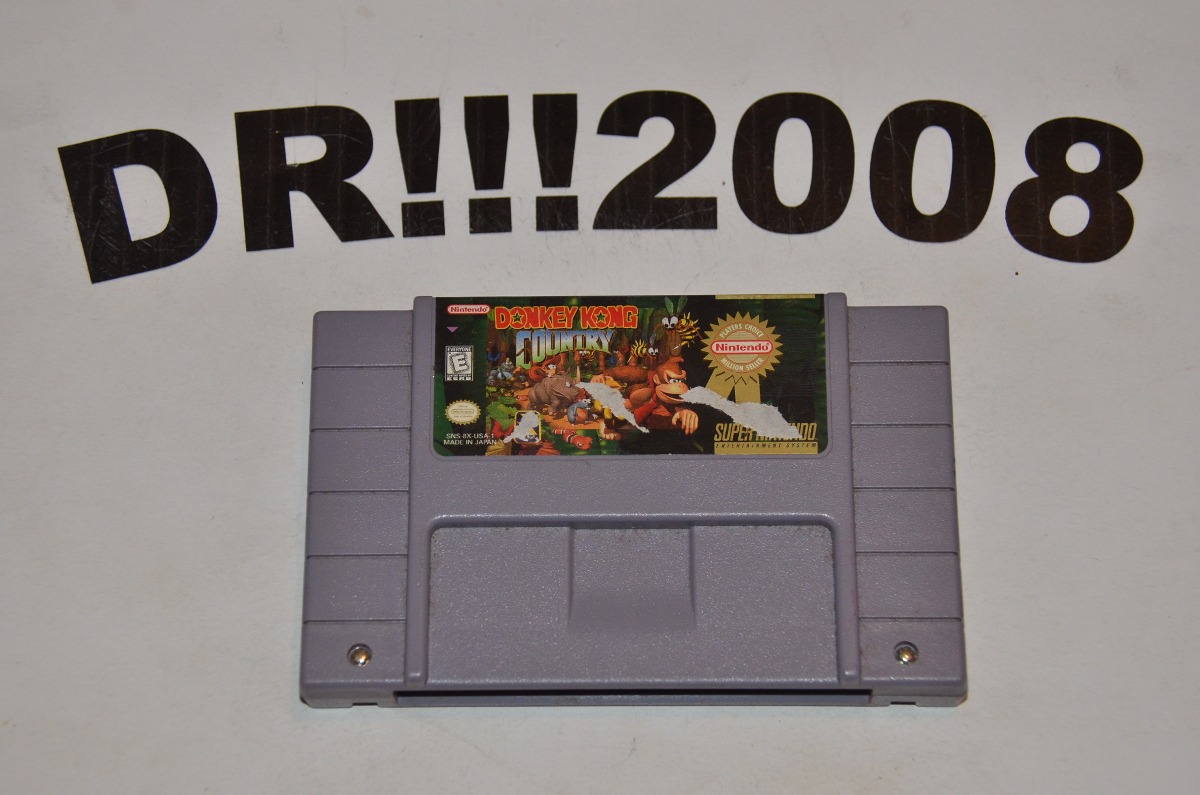 DR!!!2008
Nintendo
DONKEY KONG
COUNTRY
EVERYONE
E
PLAYERS CHOICE
Nintendo
MILLION SELLER
SNS-8X-USA-1
MADE IN JAPAN
SUPER NINTENDO
ENTERTAINMENT SYSTEM